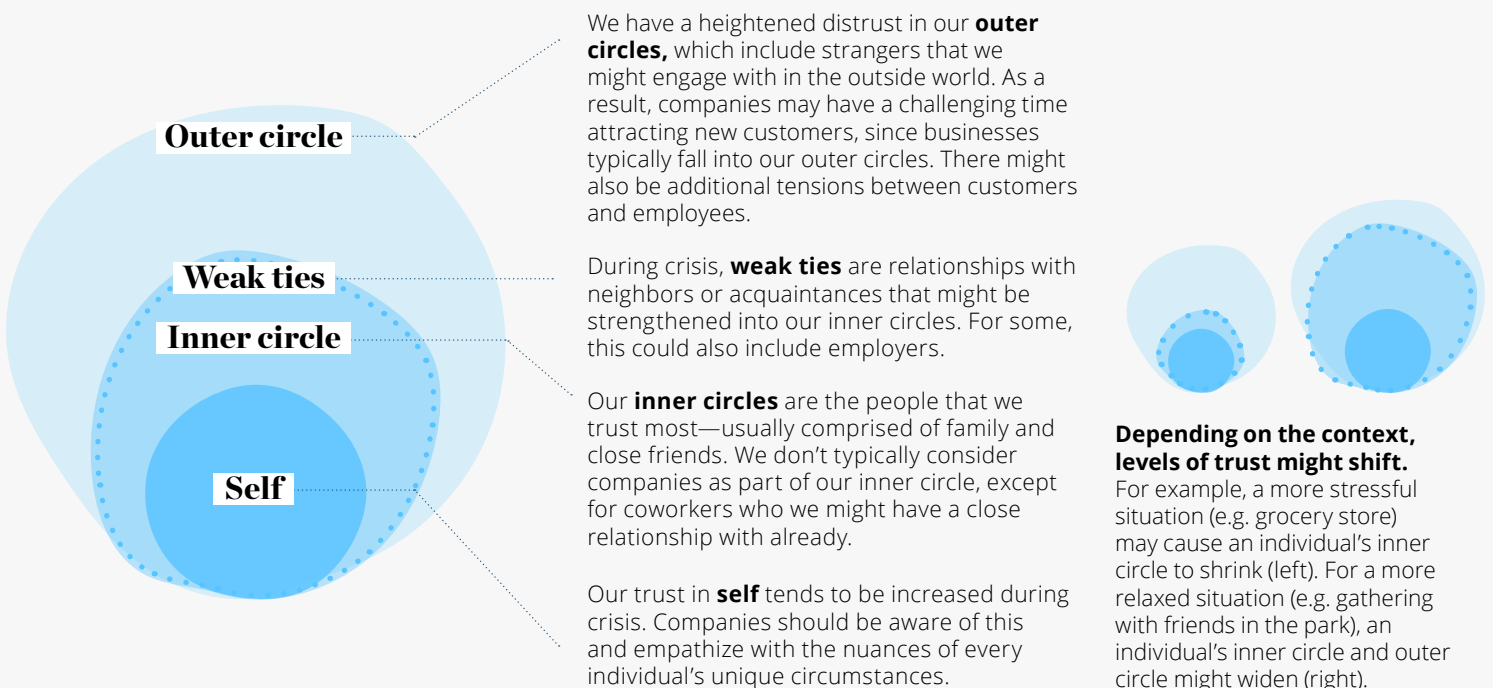 Outer circle
Weak ties
Inner circle
Self
We have a heightened distrust in our outer
circles, which include strangers that we
might engage with in the outside world. As a
result, companies may have a challenging time
attracting new customers, since businesses
typically fall into our outer circles. There might
also be additional tensions between customers
and employees.
During crisis, weak ties are relationships with
neighbors or acquaintances that might be
strengthened into our inner circles. For some,
this could also include employers.
Our inner circles are the people that we
trust most—usually comprised of family and
close friends. We don’t typically consider
companies as part of our inner circle, except
for coworkers who we might have a close
relationship with already.
Our trust in self tends to be increased during
crisis. Companies should be aware of this
and empathize with the nuances of every
individual’s unique circumstances.
Depending on the context,
levels of trust might shift.
For example, a more stressful
situation (e.g. grocery store)
may cause an individual’s inner
circle to shrink (left). For a more
relaxed situation (e.g. gathering
with friends in the park), an
individual’s inner circle and outer
circle might widen (right).